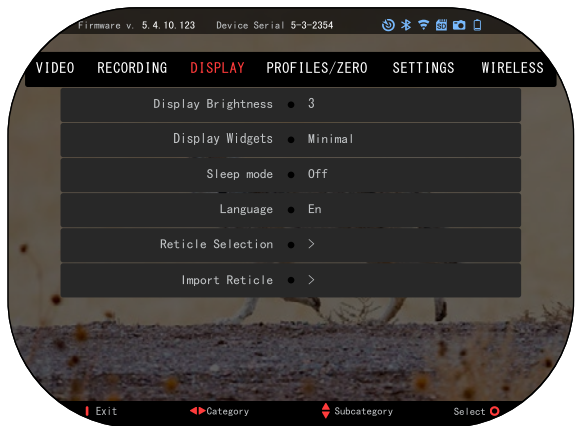 Firmware v. 5.4.10.123 Device Serial 5-3-2354 SD
VIDEO RECORDING DISPLAY PROFILES/ZERO SETTINGS WIRELESS
Display Brightness ● 3
Display Widgets ● Minimal
Sleep mode ● Off
Language ● En
Reticle Selection ● >
Import Reticle ● >
Exit Category Subcategory Select